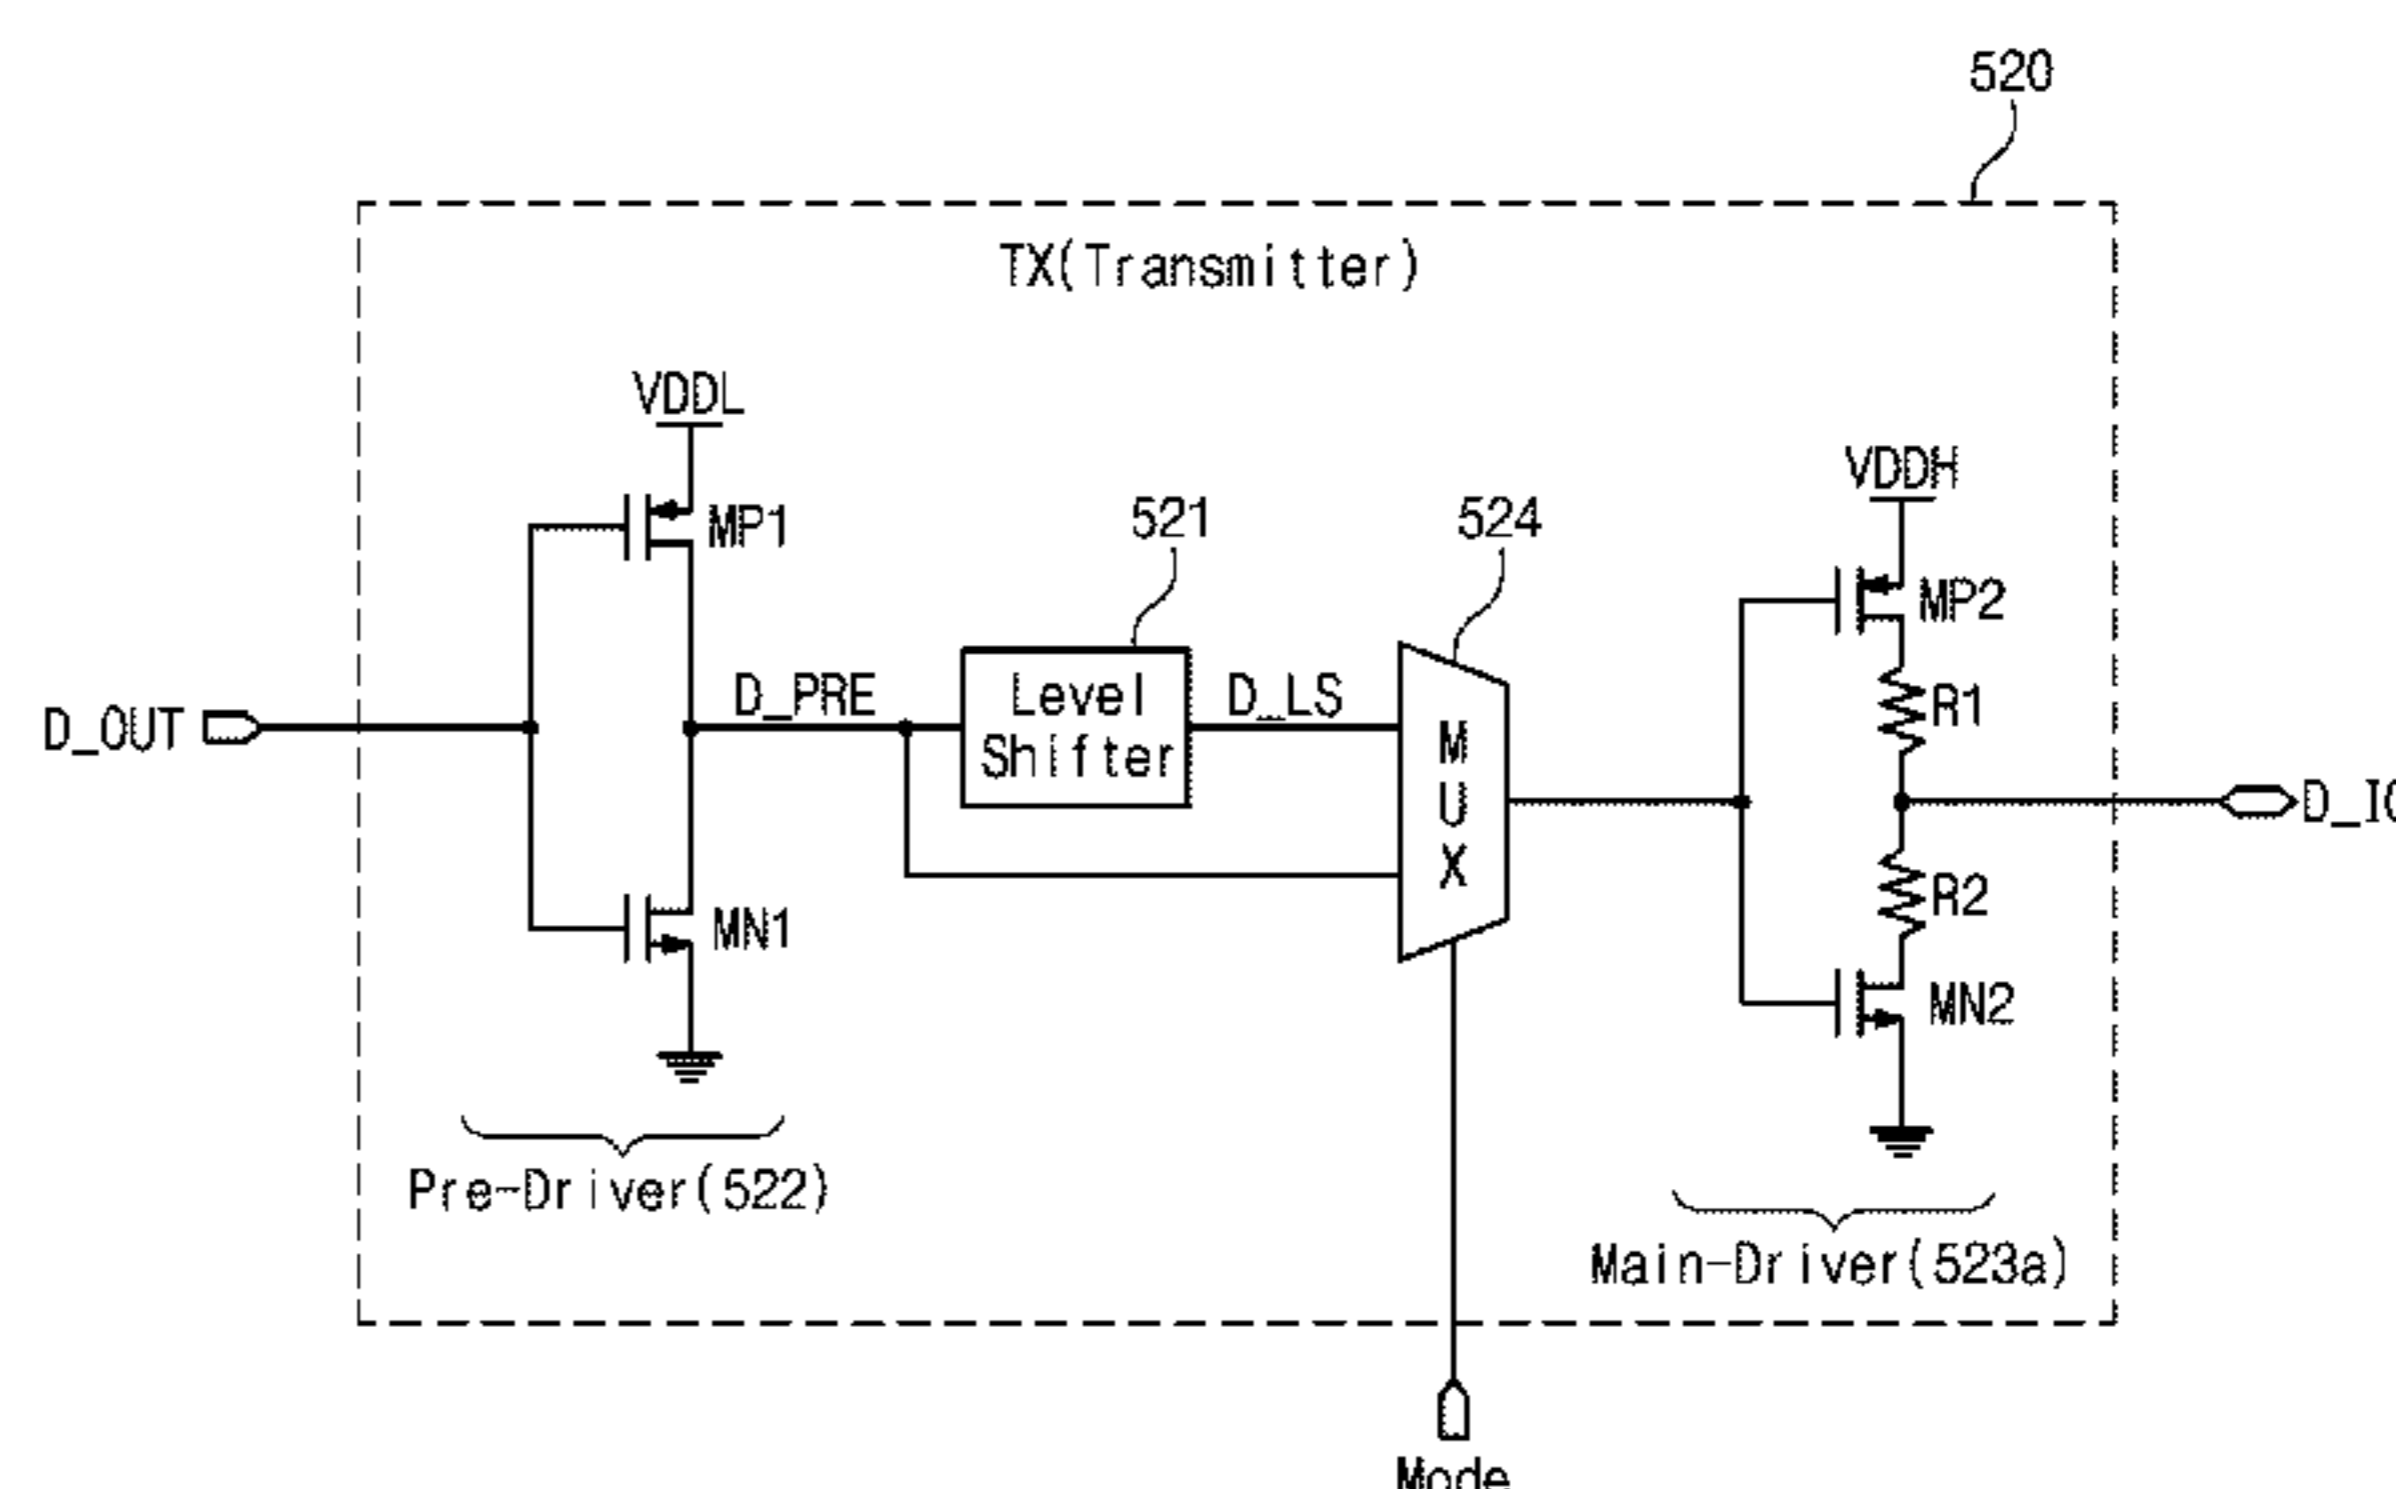 520
TX(Transmitter)
VDDL
VDDH
MP1
521
524
MP2
D_PRE
Level
Shifter
D_LS
M
U
X
R1
D_OUT
R2
MN1
MN2
Pre-Driver(522)
Main-Driver(523a)
Mode